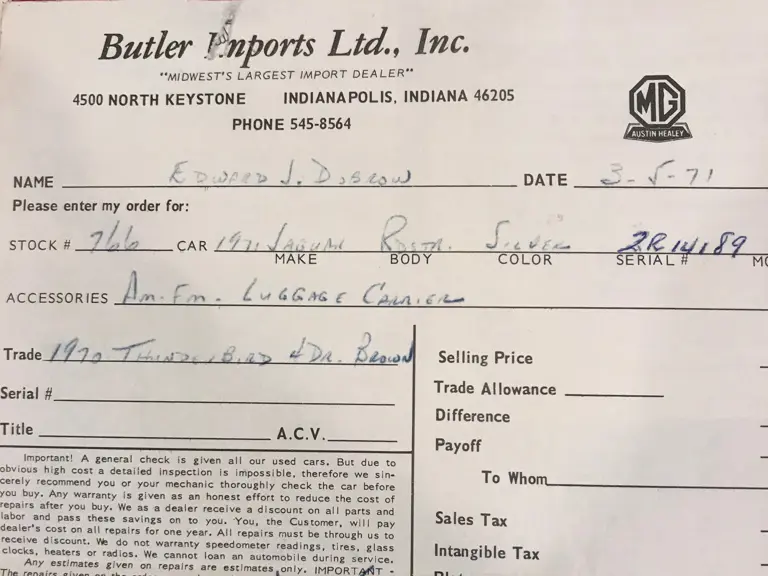 Butler Imports Ltd., Inc.
"MIDWEST'S LARGEST IMPORT DEALER"
4500 NORTH KEYSTONE INDIANAPOLIS, INDIANA 46205
PHONE 545-8564
MG
AUSTIN HEALEY
NAME EDWARD J. DOBROW DATE 3-5-71
Please enter my order for:
STOCK # 766 CAR 1971 JAGUAR RDSTR. SILVER 2R14189
MAKE BODY COLOR SERIAL # MO
ACCESSORIES AM-FM- LUGGAGE CARRIER
Trade 1970 THUNDERBIRD 4DR. BROWN
Serial #
Title A.C.V.
Selling Price
Trade Allowance
Difference
Payoff
To Whom
Sales Tax
Intangible Tax
Important! A general check is given all our used cars. But due to
obvious high cost a detailed inspection is impossible, therefore we sin-
cerely recommend you or your mechanic thoroughly check the car before
you buy. Any warranty is given as an honest effort to reduce the cost of
repairs after you buy. We as a dealer receive a discount on all parts and
labor and pass these savings on to you. You, the Customer, will pay
dealer's cost on all repairs for one year. All repairs must be through us to
receive discount. We do not warranty speedometer readings, tires, glass
clocks, heaters or radios. We cannot loan an automobile during service.
Any estimates given on repairs are estimates only. IMPORTANT -
The repairs given on the